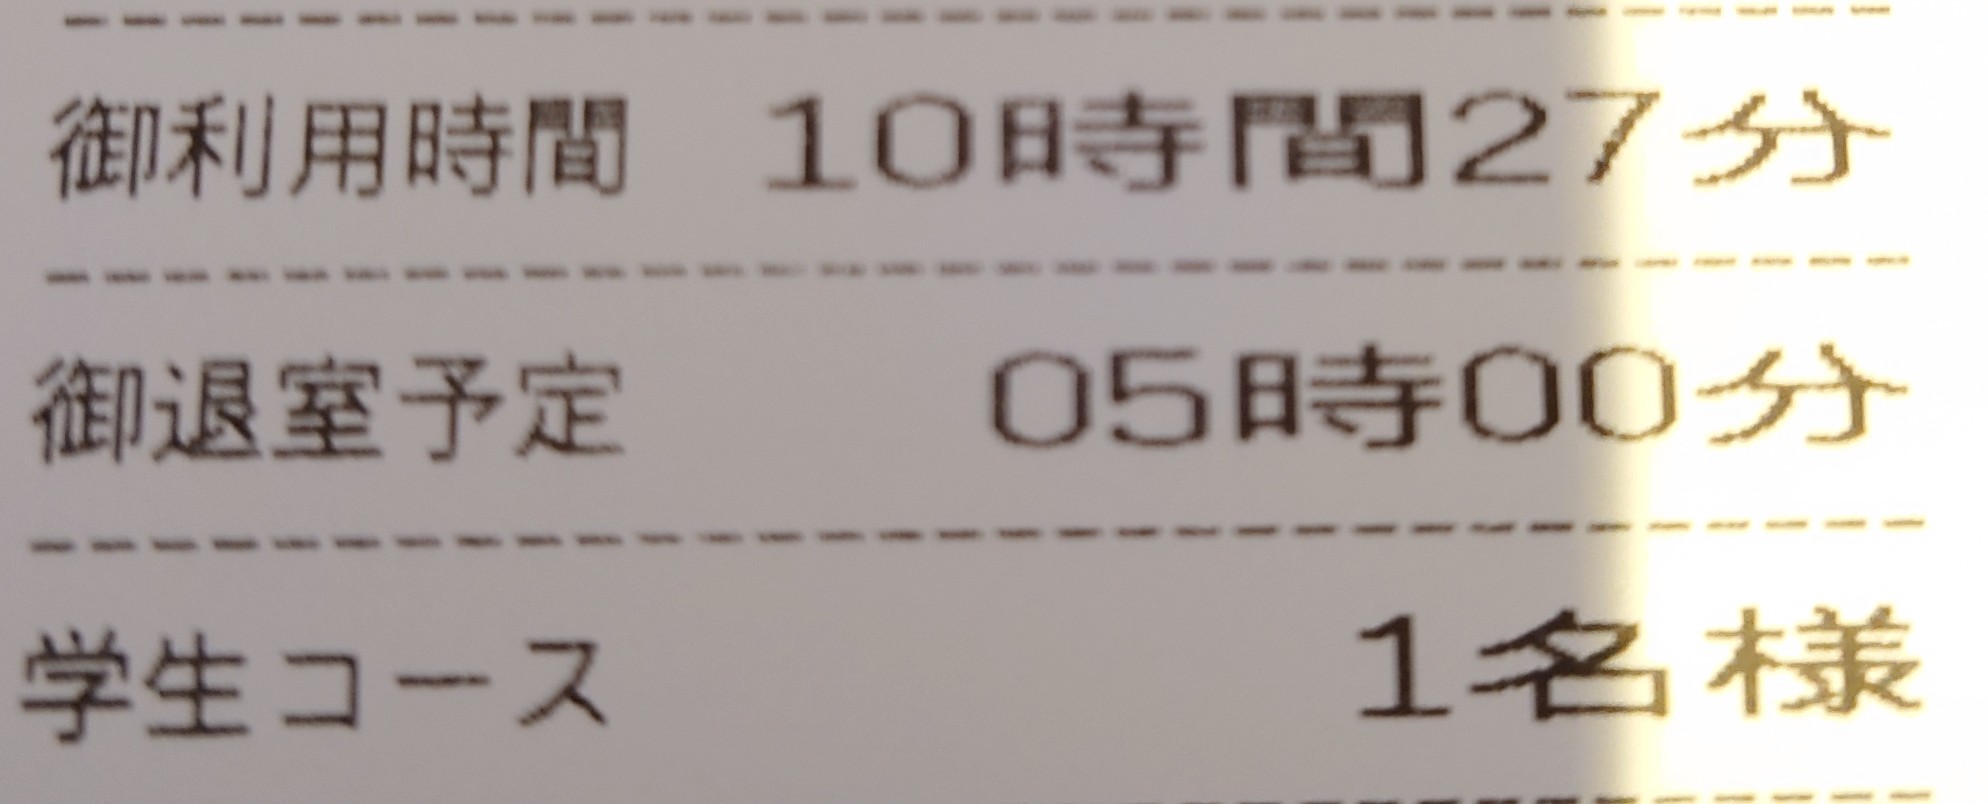 御利用時間 10時間27分
御退室予定 05時00分
学生コース 1名様